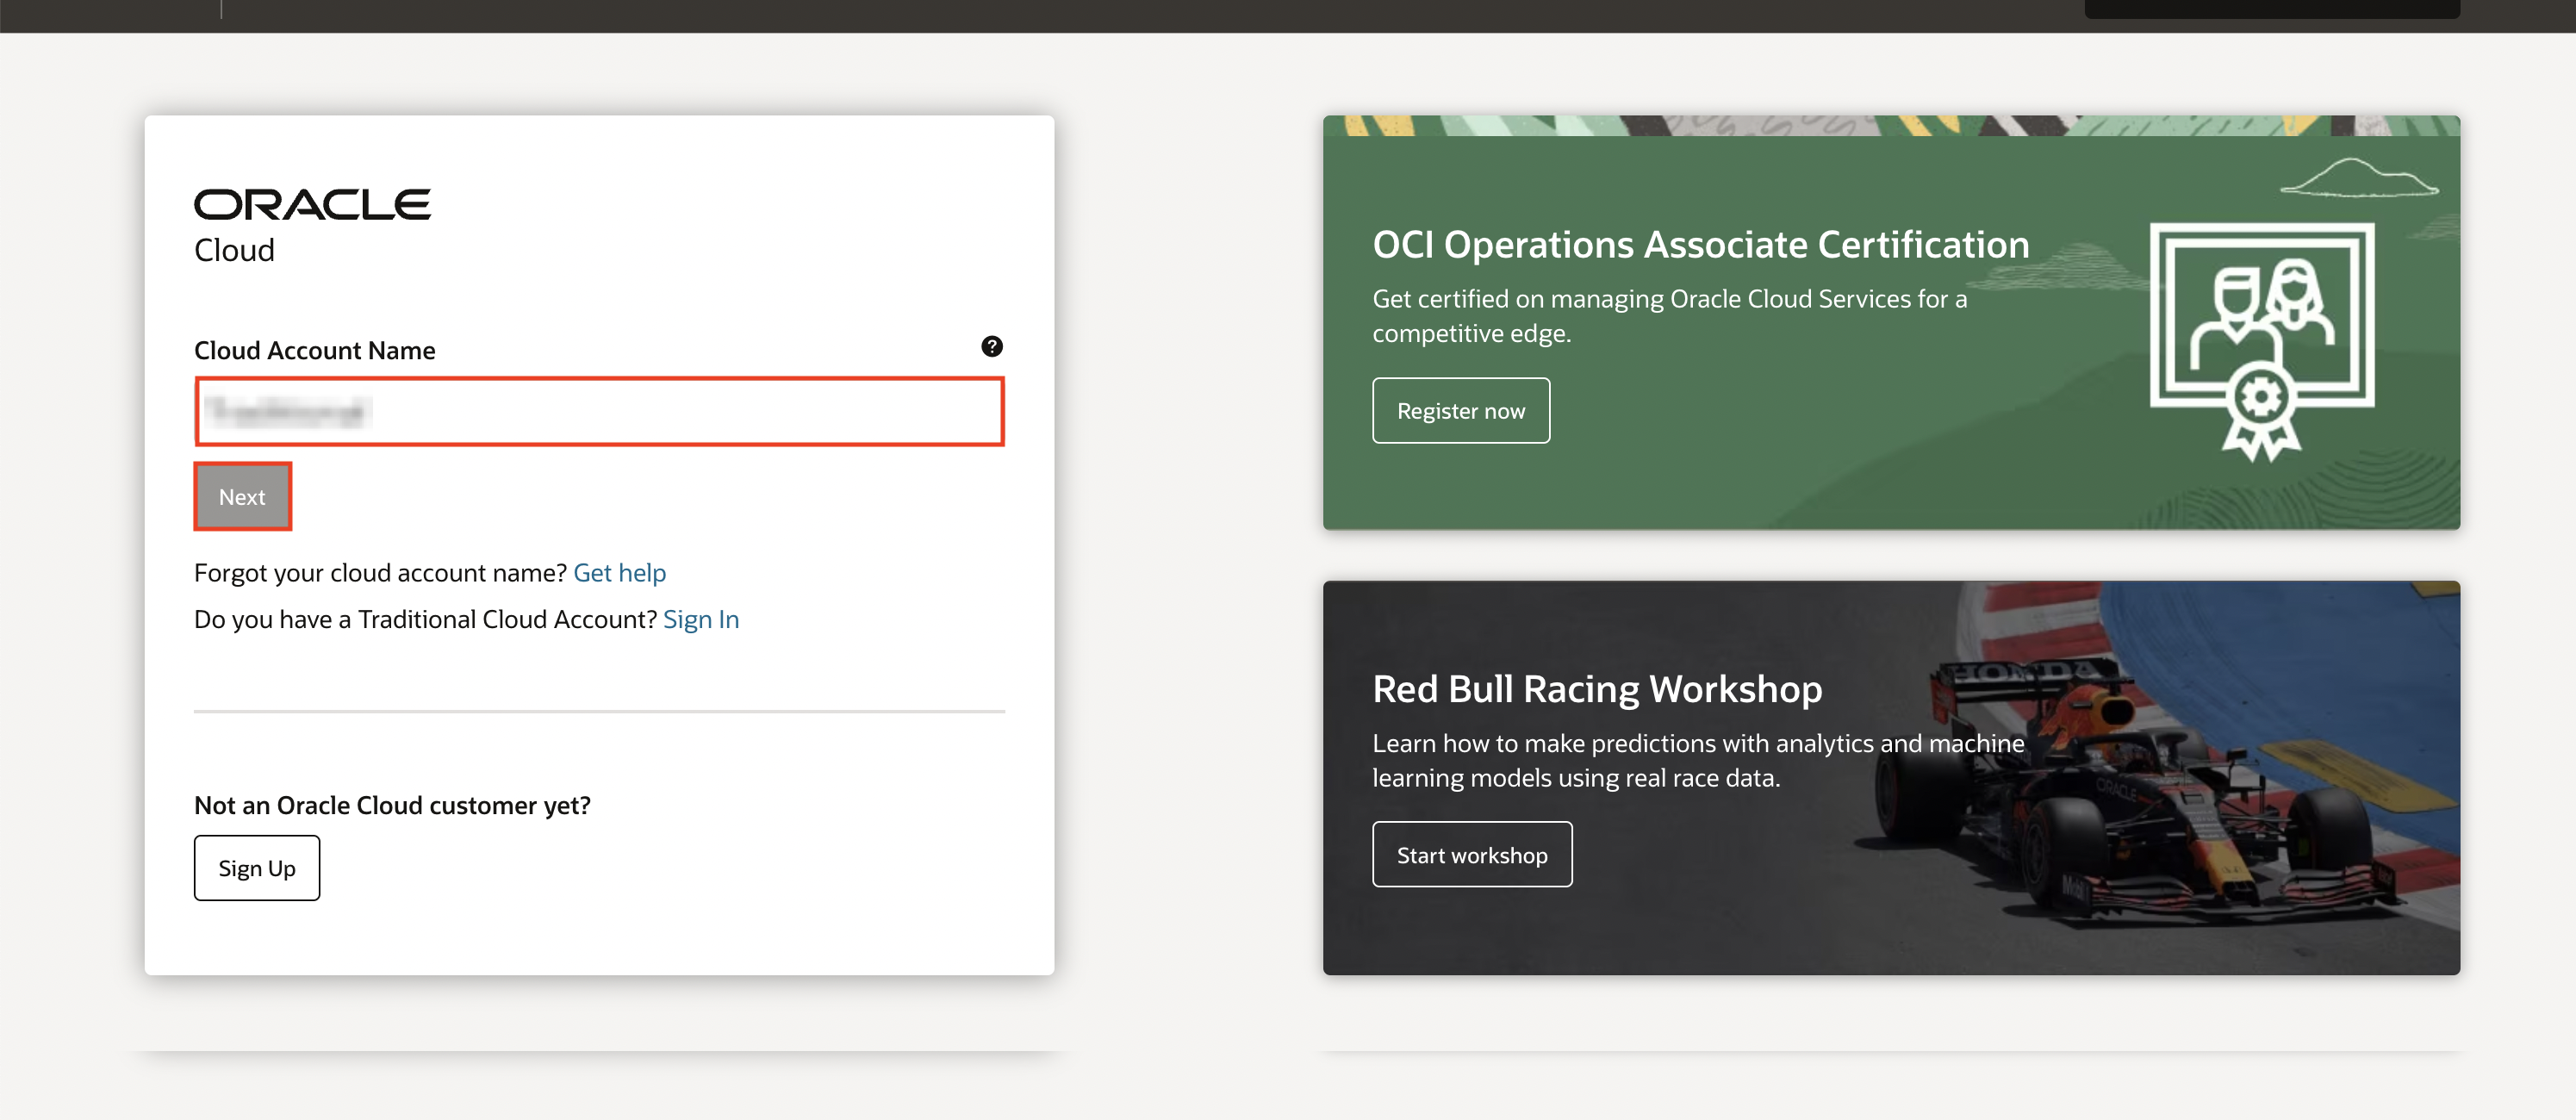 ORACLE
Cloud
Cloud Account Name
?
Next
Forgot your cloud account name? Get help
Do you have a Traditional Cloud Account? Sign In
Not an Oracle Cloud customer yet?
Sign Up
OCI Operations Associate Certification
Get certified on managing Oracle Cloud Services for a
competitive edge.
Register now
Red Bull Racing Workshop
Learn how to make predictions with analytics and machine
learning models using real race data.
Start workshop
HONDA
ORACLE
Mobil